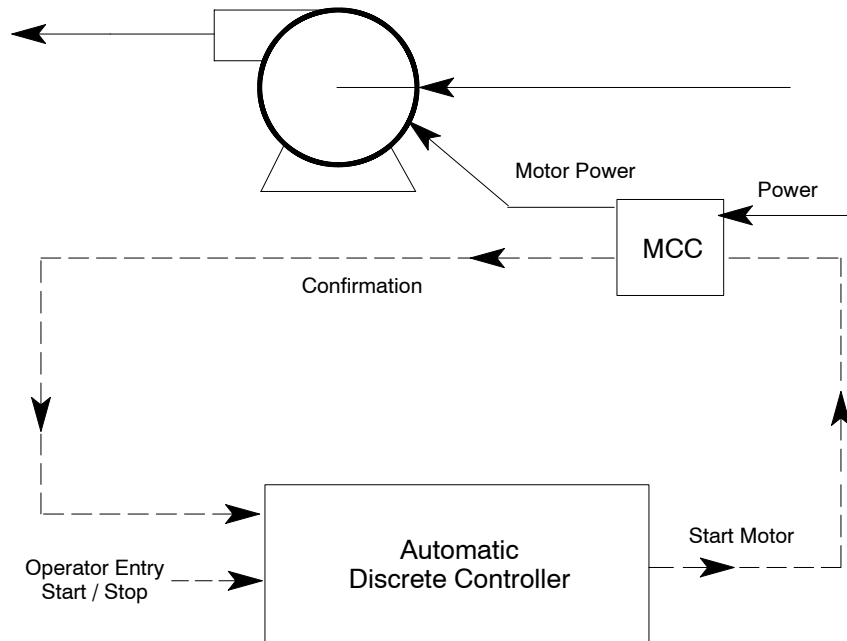 Motor Power
Power
MCC
Confirmation
Automatic
Discrete Controller
Start Motor
Operator Entry
Start / Stop